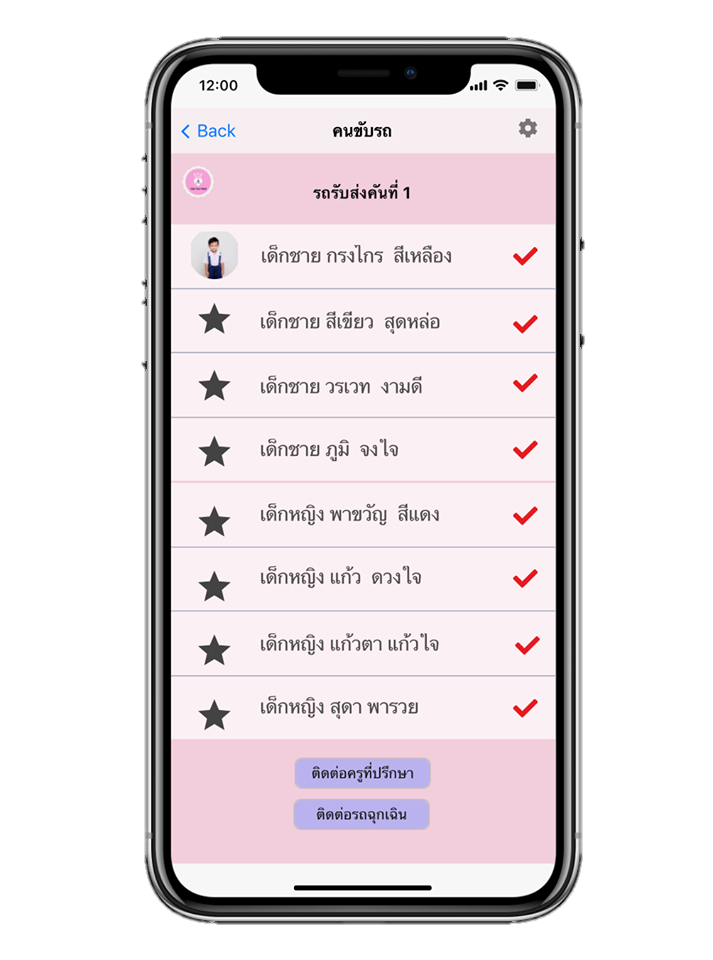 12:00
Back
คนขับรถ
รถรับส่งคันที่ 1
เด็กชาย กรงไกร สีเหลือง
เด็กชาย สีเขียว สุดหล่อ
เด็กชาย วรเวท งามดี
เด็กชาย ภูมิ จงใจ
เด็กหญิง พาขวัญ สีแดง
เด็กหญิง แก้ว ดวงใจ
เด็กหญิง แก้วตา แก้วใจ
เด็กหญิง สุดา พารวย
ติดต่อครูที่ปรึกษา
ติดต่อรถฉุกเฉิน